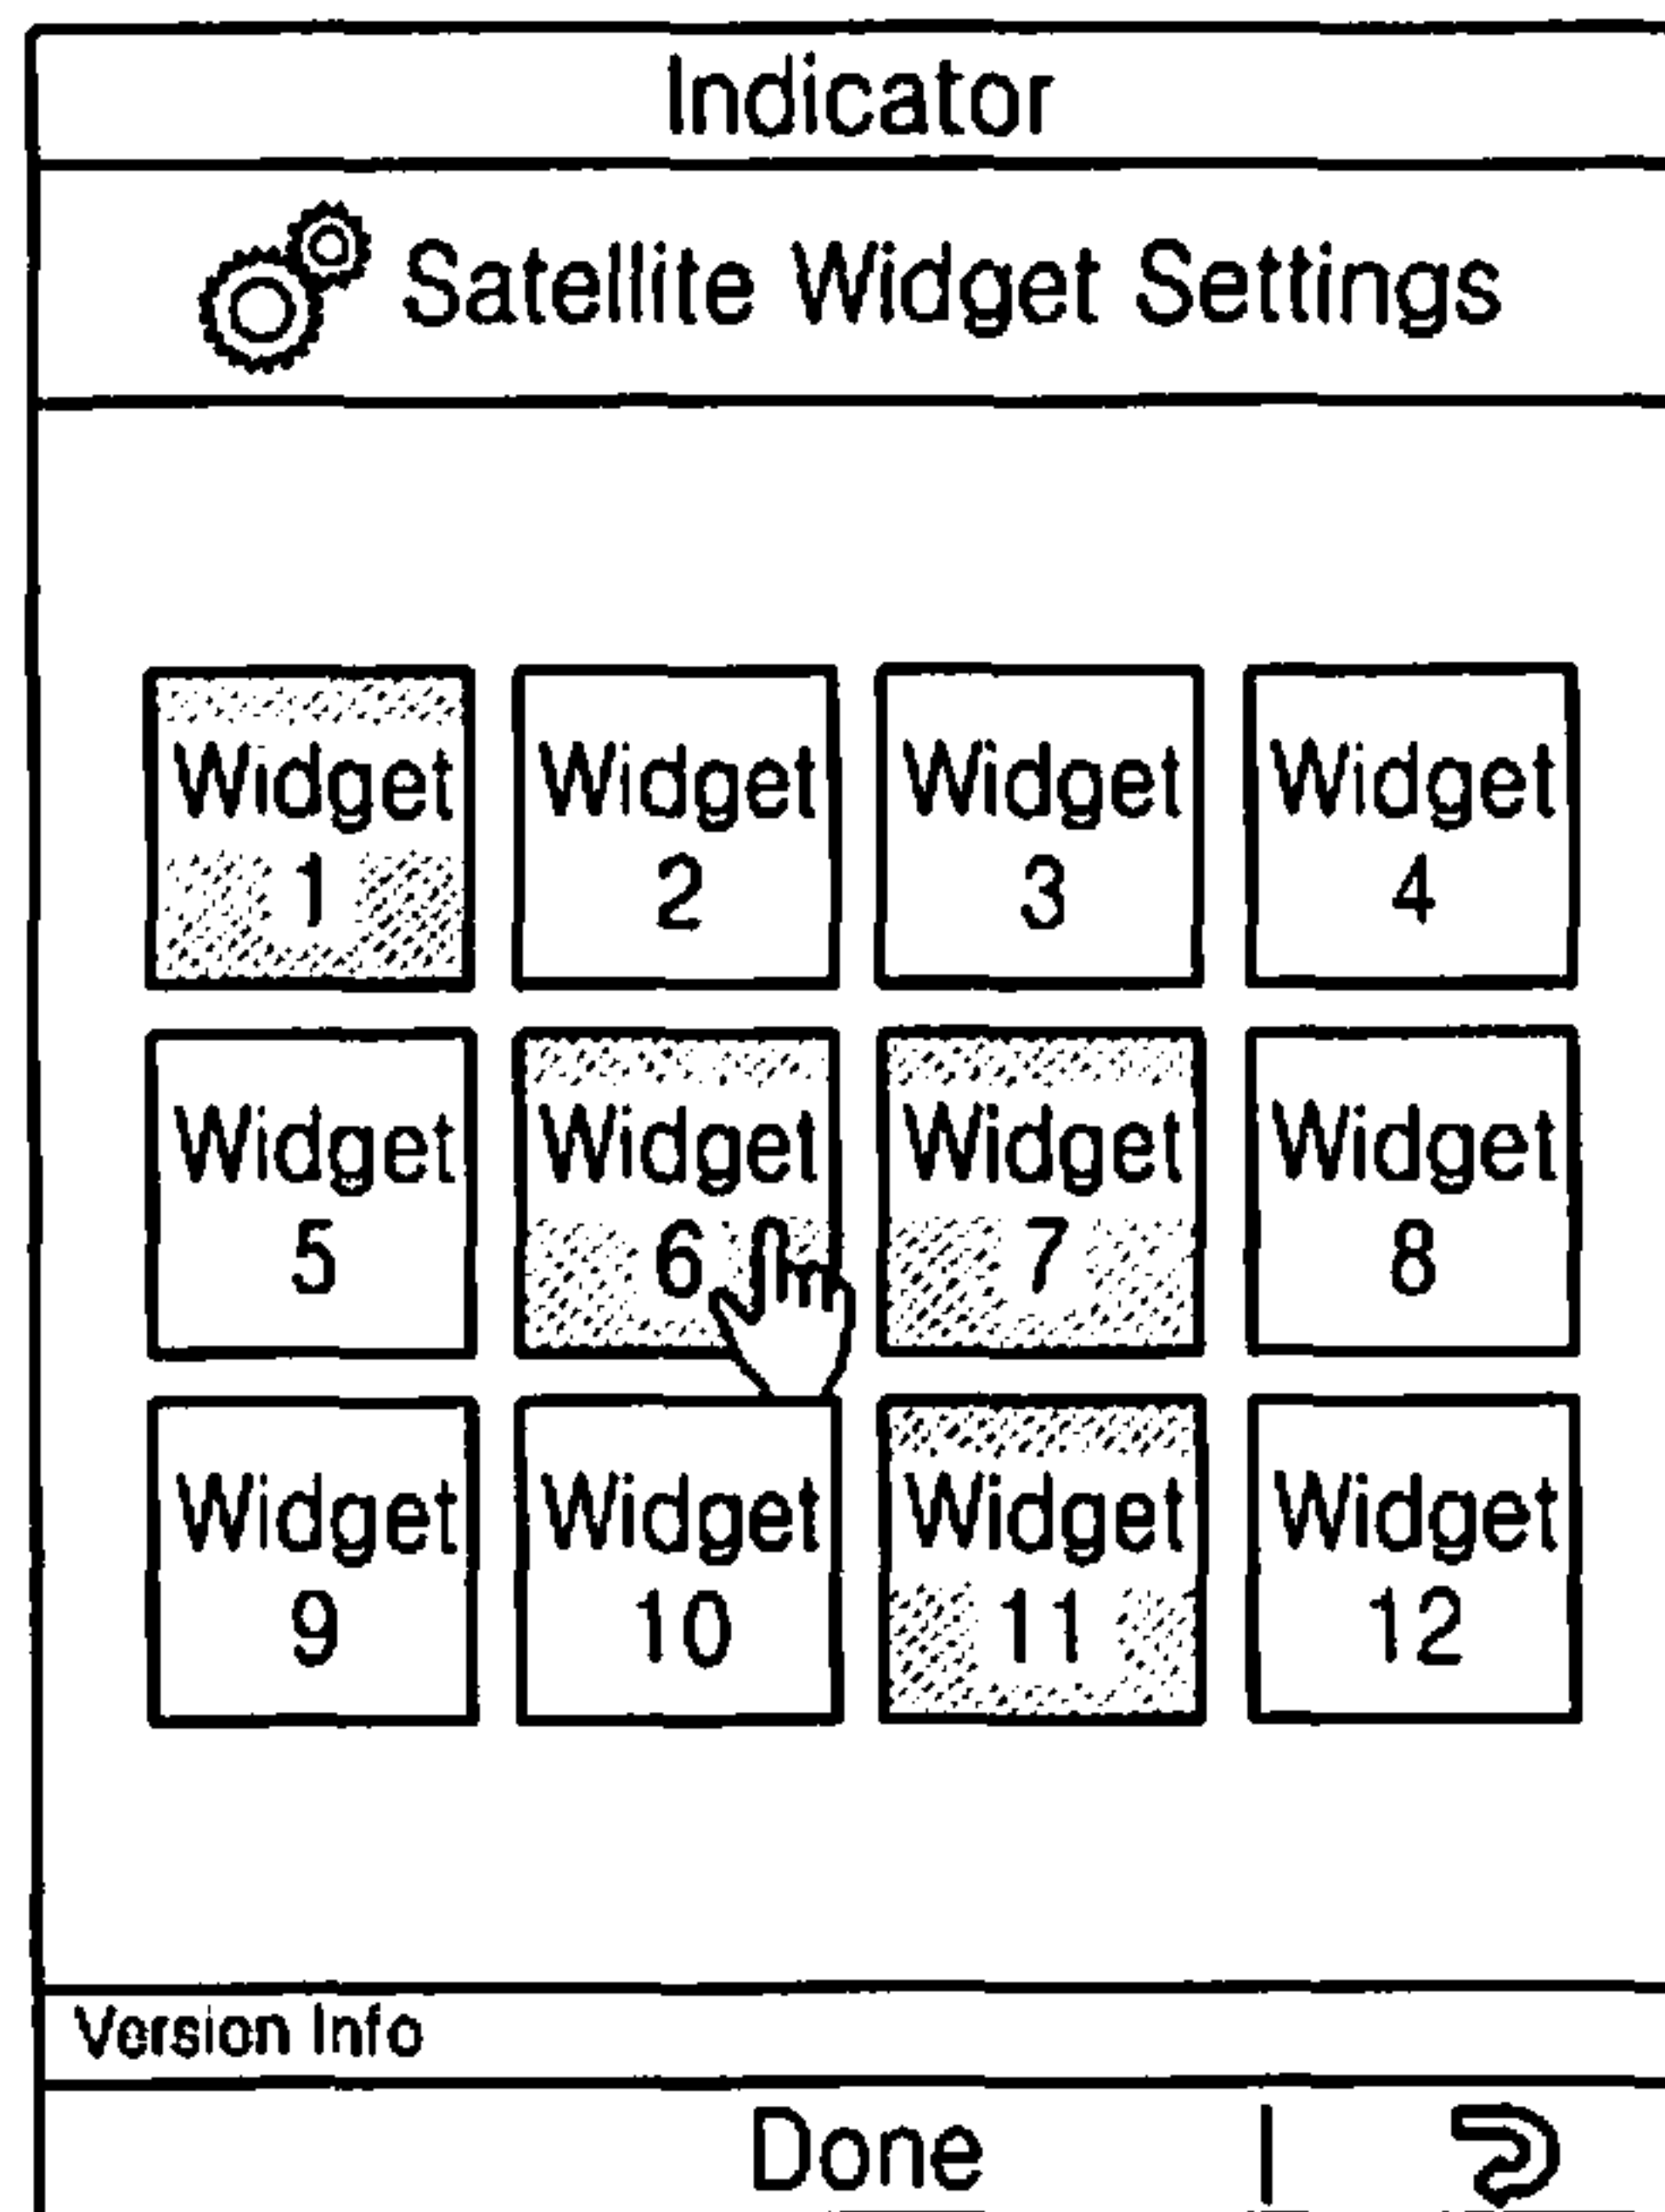 Indicator
Satellite Widget Settings
Widget Widget Widget Widget
1 2 3 4
Widget Widget Widget Widget
5 6 7 8
Widget Widget Widget Widget
9 10 11 12
Version Info
Done |